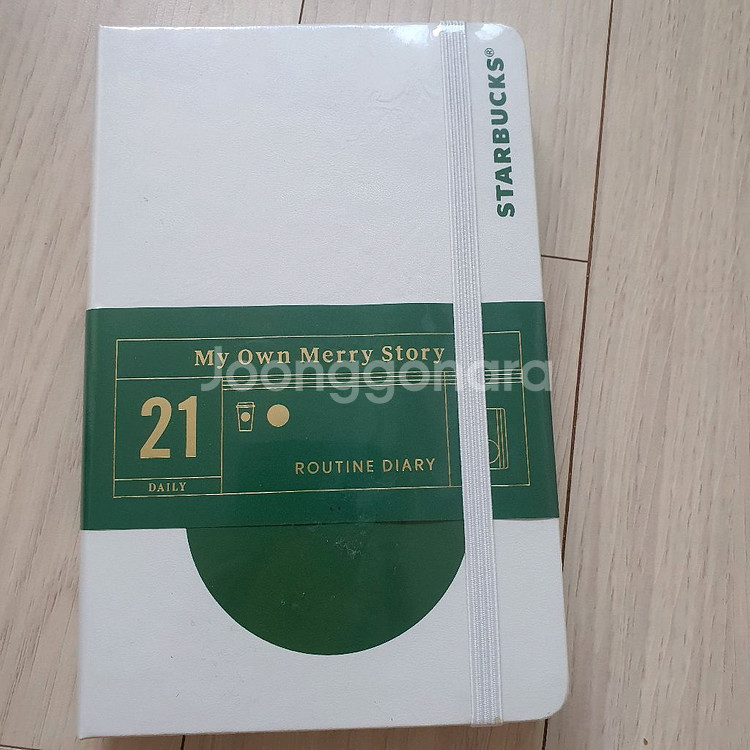 STARBUCKS®
My Own Merry Story
Joonggonara
21
DAILY
ROUTINE DIARY